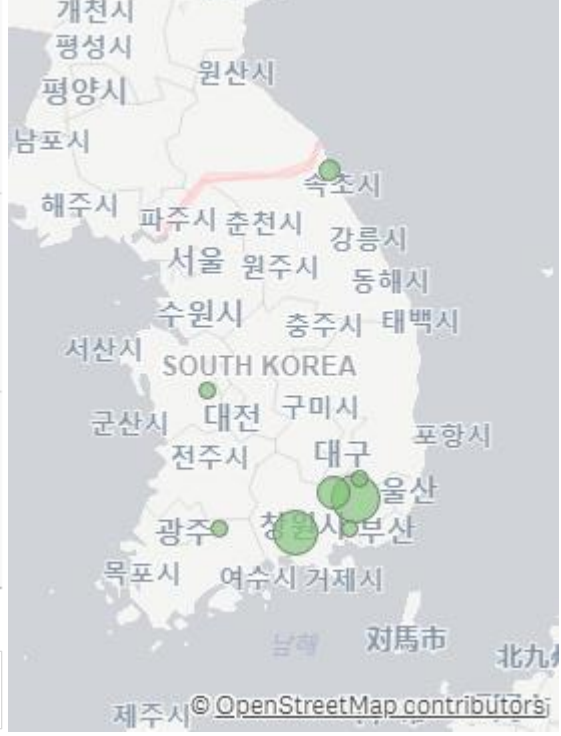 개천시
평성시
원산시
평양시
남포시
속초시
해주시
파주시 춘천시
강릉시
서울 원주시
동해시
수원시
충주시 태백시
서산시
SOUTH KOREA
구미시
군산시 대전
포항시
전주시 대구
울산
창원시 부산
광주
목포시 여수시 거제시
남해
対馬市
北九
제주시
© OpenStreetMap contributors